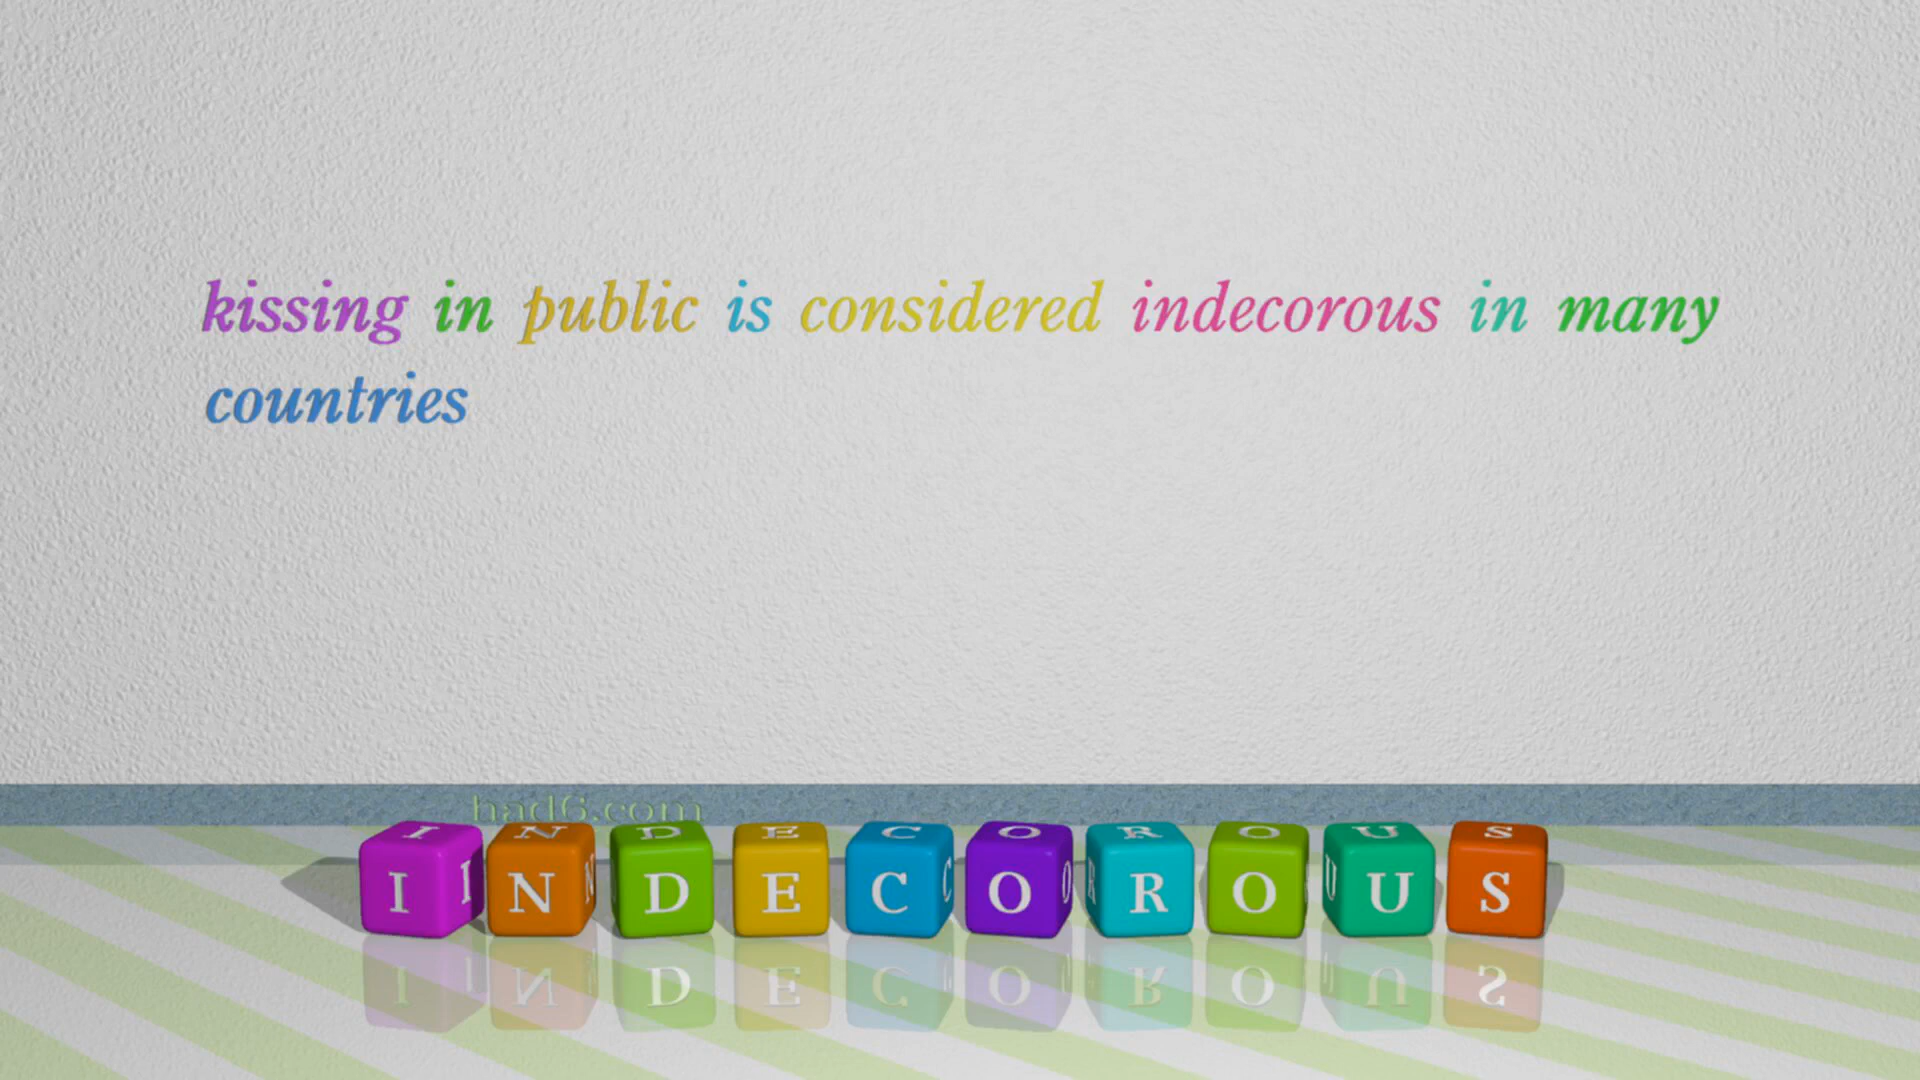 kissing in public is considered indecorous in many
countries
had6.com
INDECOROUS